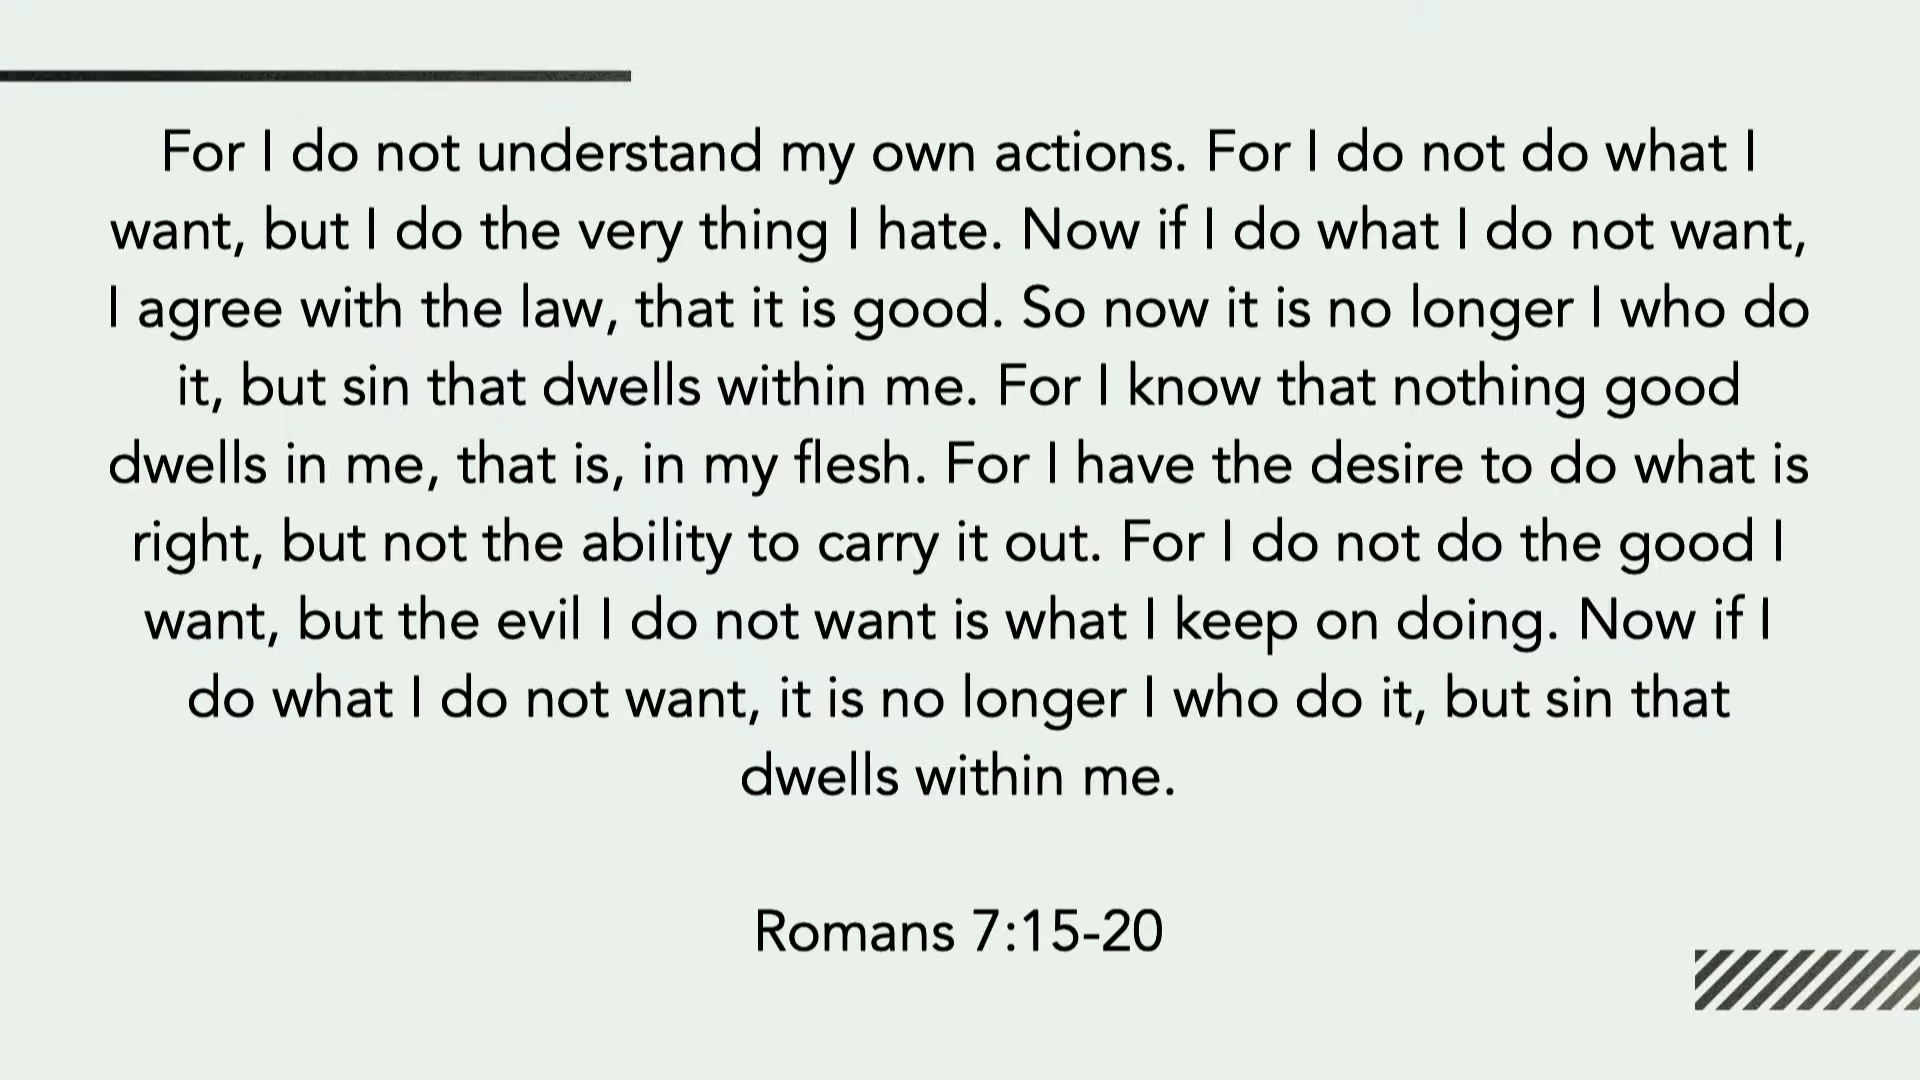 For I do not understand my own actions. For I do not do what I
want, but I do the very thing I hate. Now if I do what I do not want,
I agree with the law, that it is good. So now it is no longer I who do
it, but sin that dwells within me. For I know that nothing good
dwells in me, that is, in my flesh. For I have the desire to do what is
right, but not the ability to carry it out. For I do not do the good I
want, but the evil I do not want is what I keep on doing. Now if I
do what I do not want, it is no longer I who do it, but sin that
dwells within me.
Romans 7:15-20